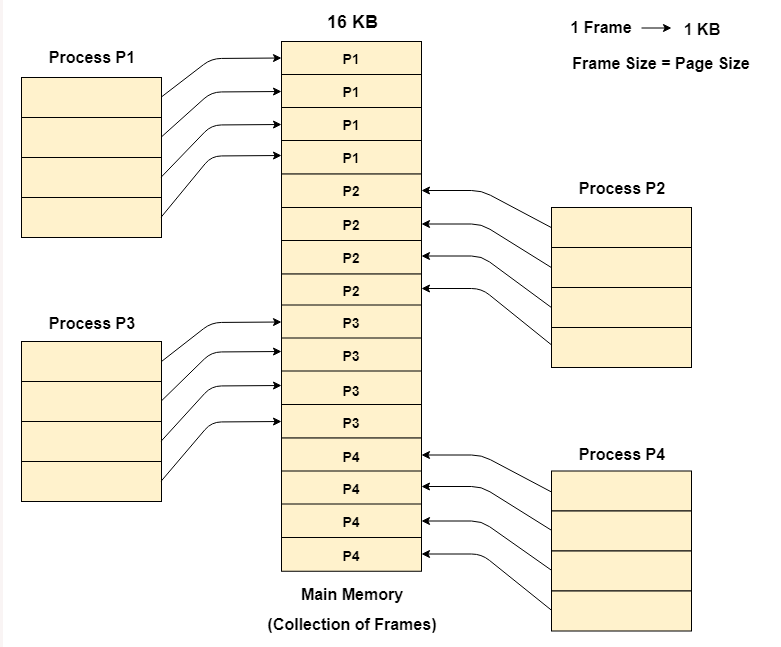 16 KB
1 Frame → 1 KB
Frame Size = Page Size
Process P1
P1
P1
P1
P1
P2
P2
P2
P2
P3
P3
P3
P3
P4
P4
P4
P4
Process P2
Process P3
Process P4
Main Memory
(Collection of Frames)